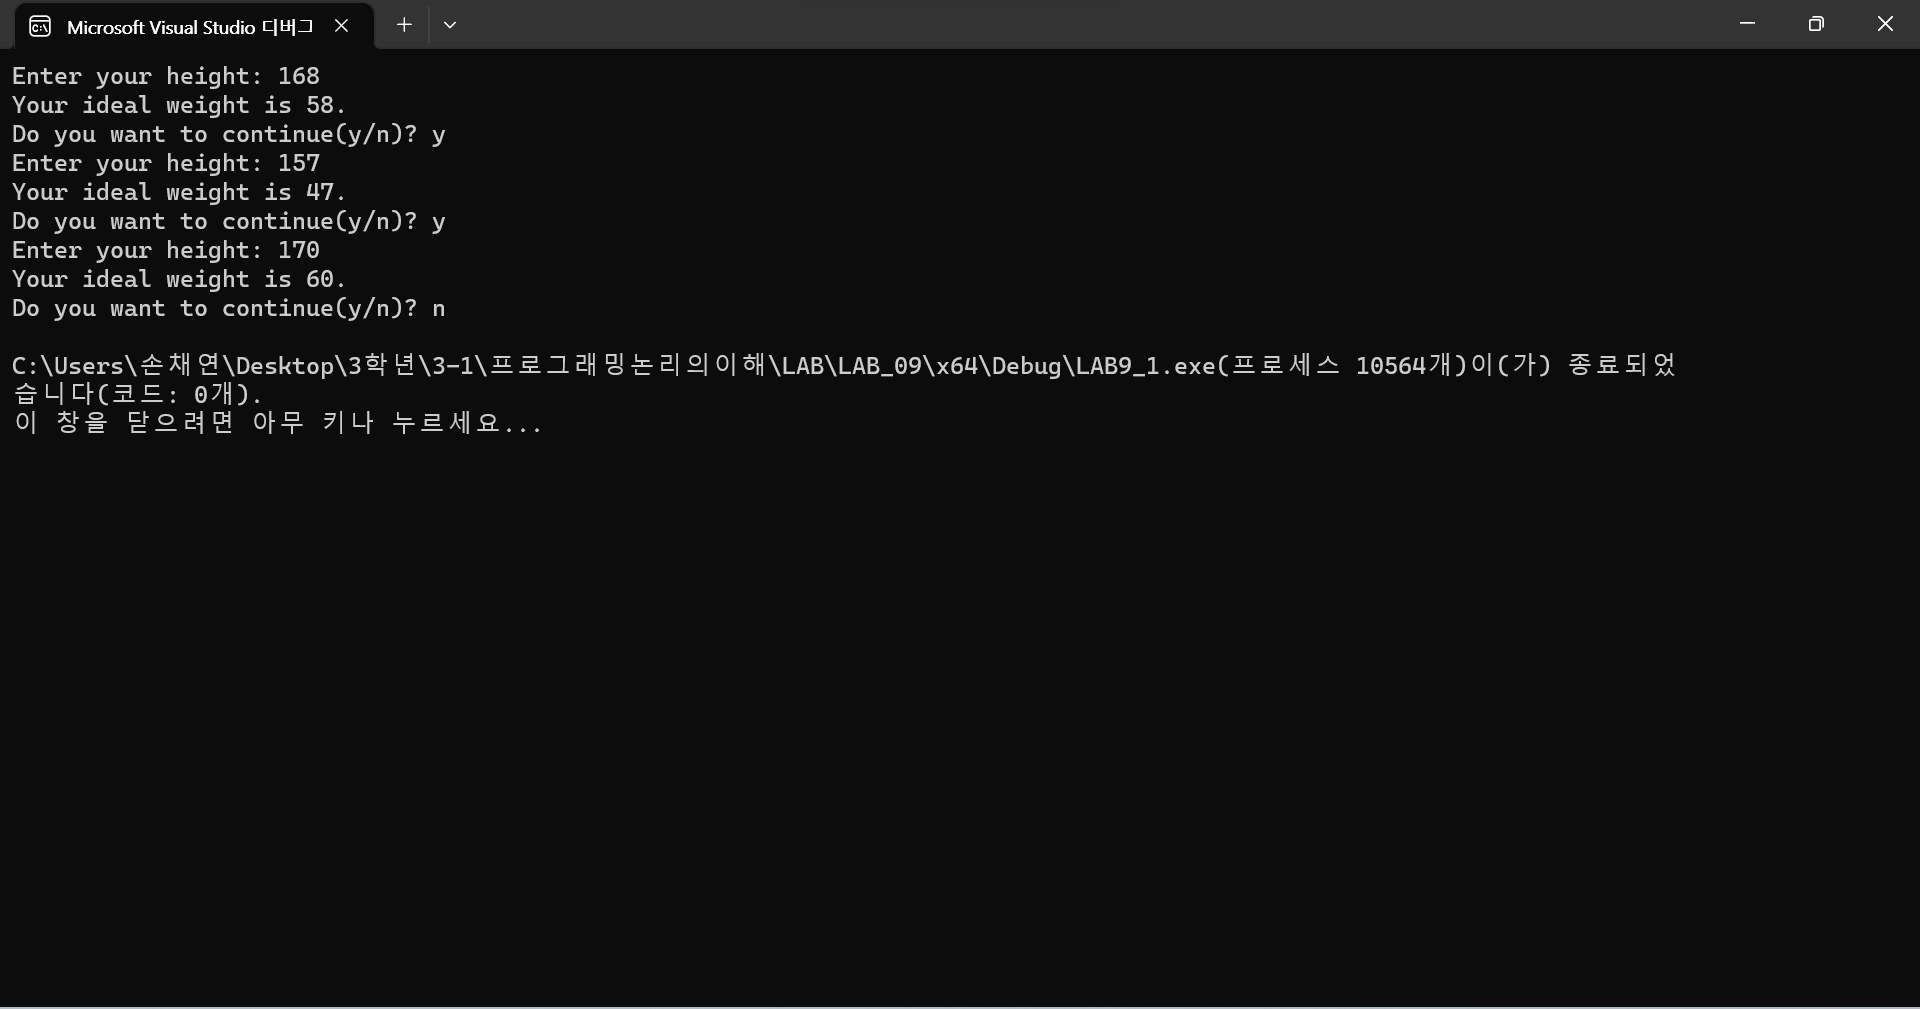 Microsoft Visual Studio 디버그
Enter your height: 168
Your ideal weight is 58.
Do you want to continue(y/n)? y
Enter your height: 157
Your ideal weight is 47.
Do you want to continue(y/n)? y
Enter your height: 170
Your ideal weight is 60.
Do you want to continue(y/n)? n
C:\Users\손채연\Desktop\3학년\3-1\프로그래밍논리의이해\LAB\LAB_09\x64\Debug\LAB9_1.exe(프로세스 10564개)이(가) 종료되었
습니다(코드: 0개).
이 창을 닫으려면 아무 키나 누르세요...